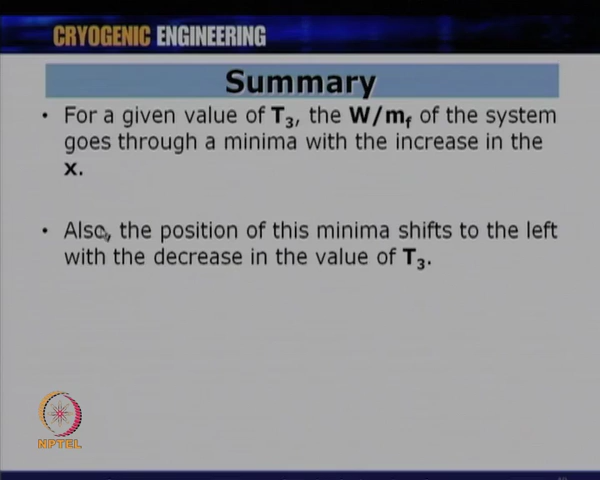 CRYOGENIC ENGINEERING
Summary
• For a given value of T₃, the W/m_f of the system
goes through a minima with the increase in the
x.
• Also, the position of this minima shifts to the left
with the decrease in the value of T₃.
NPTEL